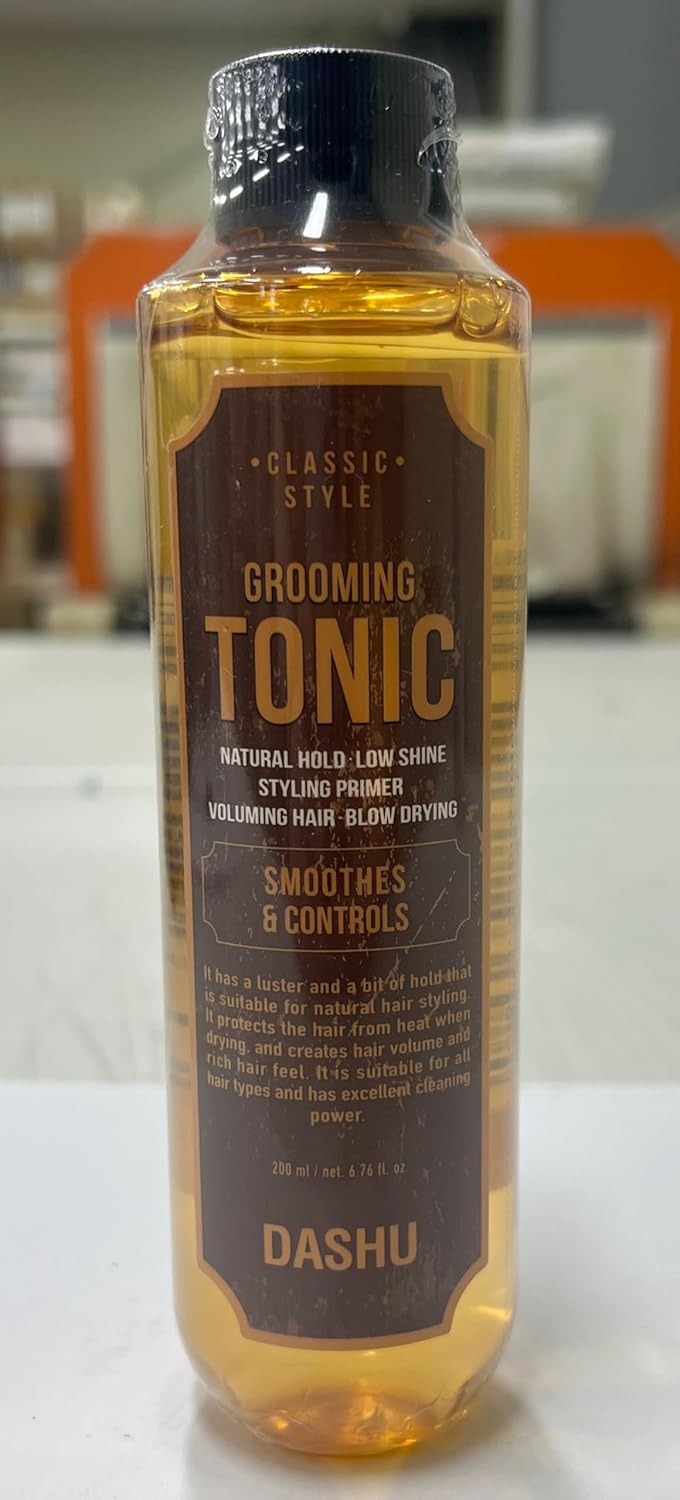 •CLASSIC•
STYLE
GROOMING
TONIC
NATURAL HOLD·LOW SHINE
STYLING PRIMER
VOLUMING HAIR·BLOW DRYING
SMOOTHES
& CONTROLS
It has a luster and a bit of hold that
is suitable for natural hair styling.
It protects the hair from heat when
drying, and creates hair volume and
rich hair feel. It is suitable for all
hair types and has excellent cleaning
power.
200 ml / net. 6.76 fl. oz.
DASHU